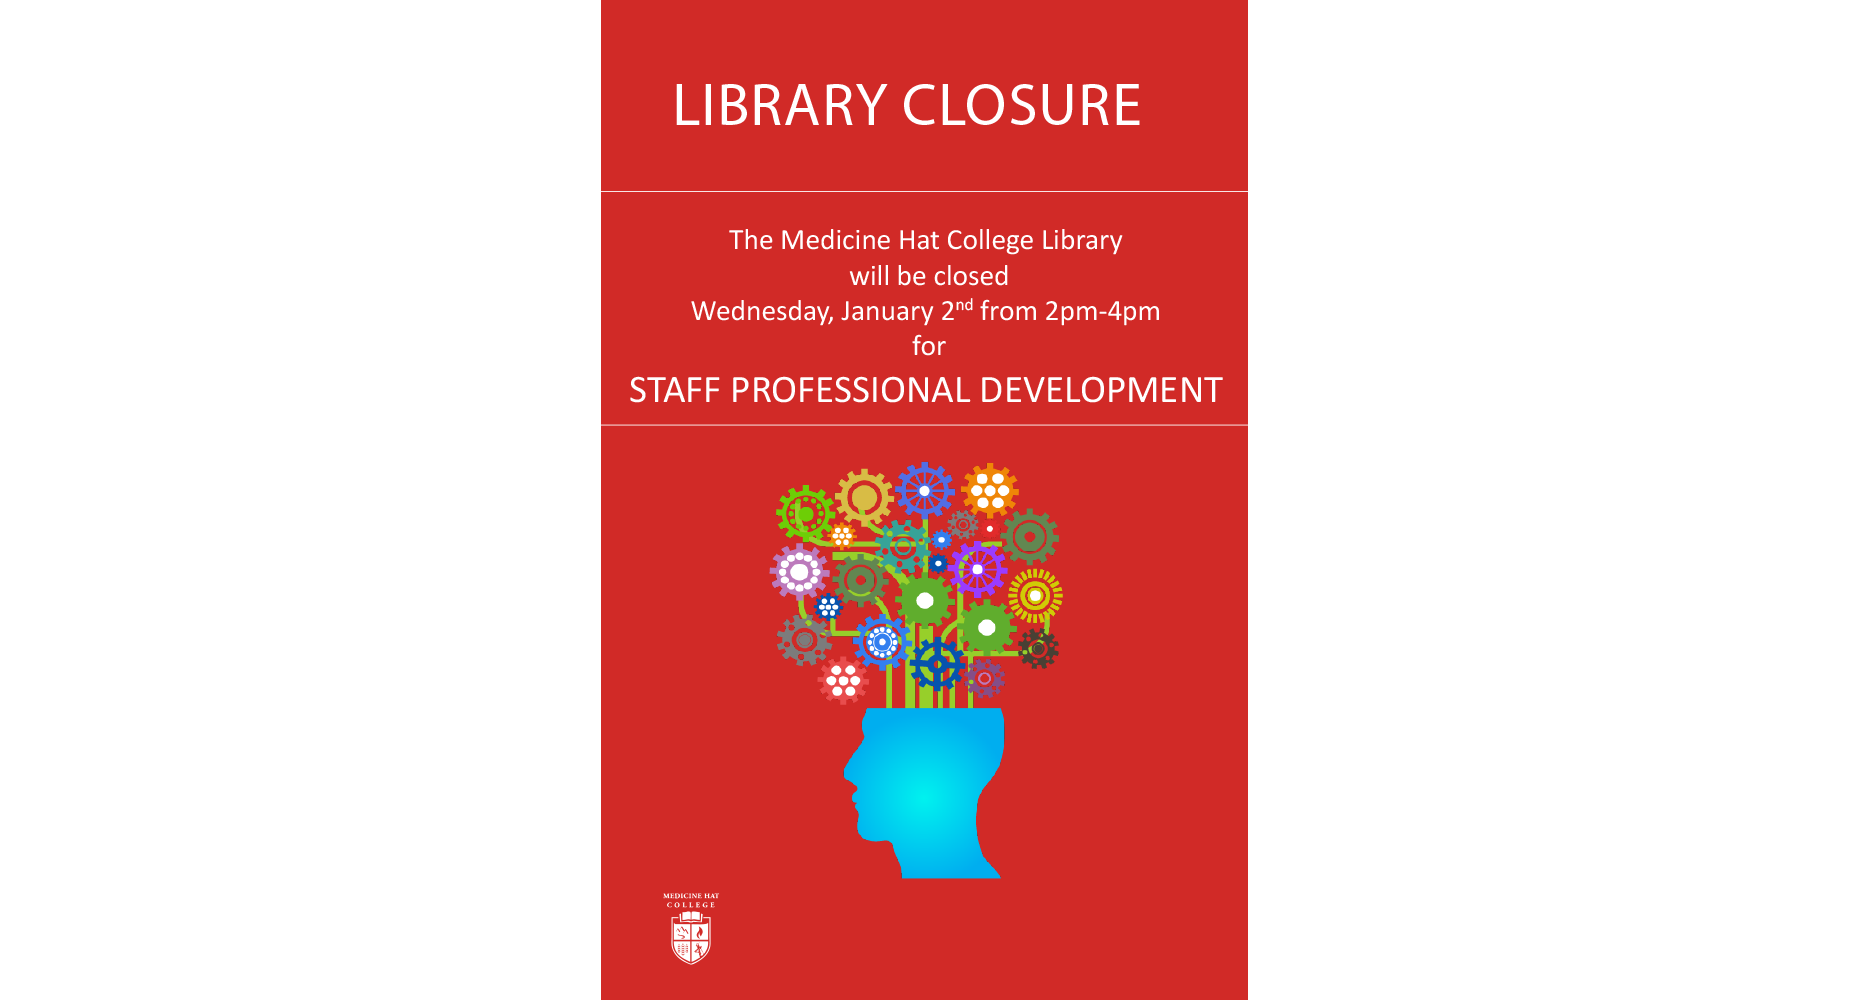 LIBRARY CLOSURE
The Medicine Hat College Library
will be closed
Wednesday, January 2nd from 2pm-4pm
for
STAFF PROFESSIONAL DEVELOPMENT
MEDICINE HAT
COLLEGE